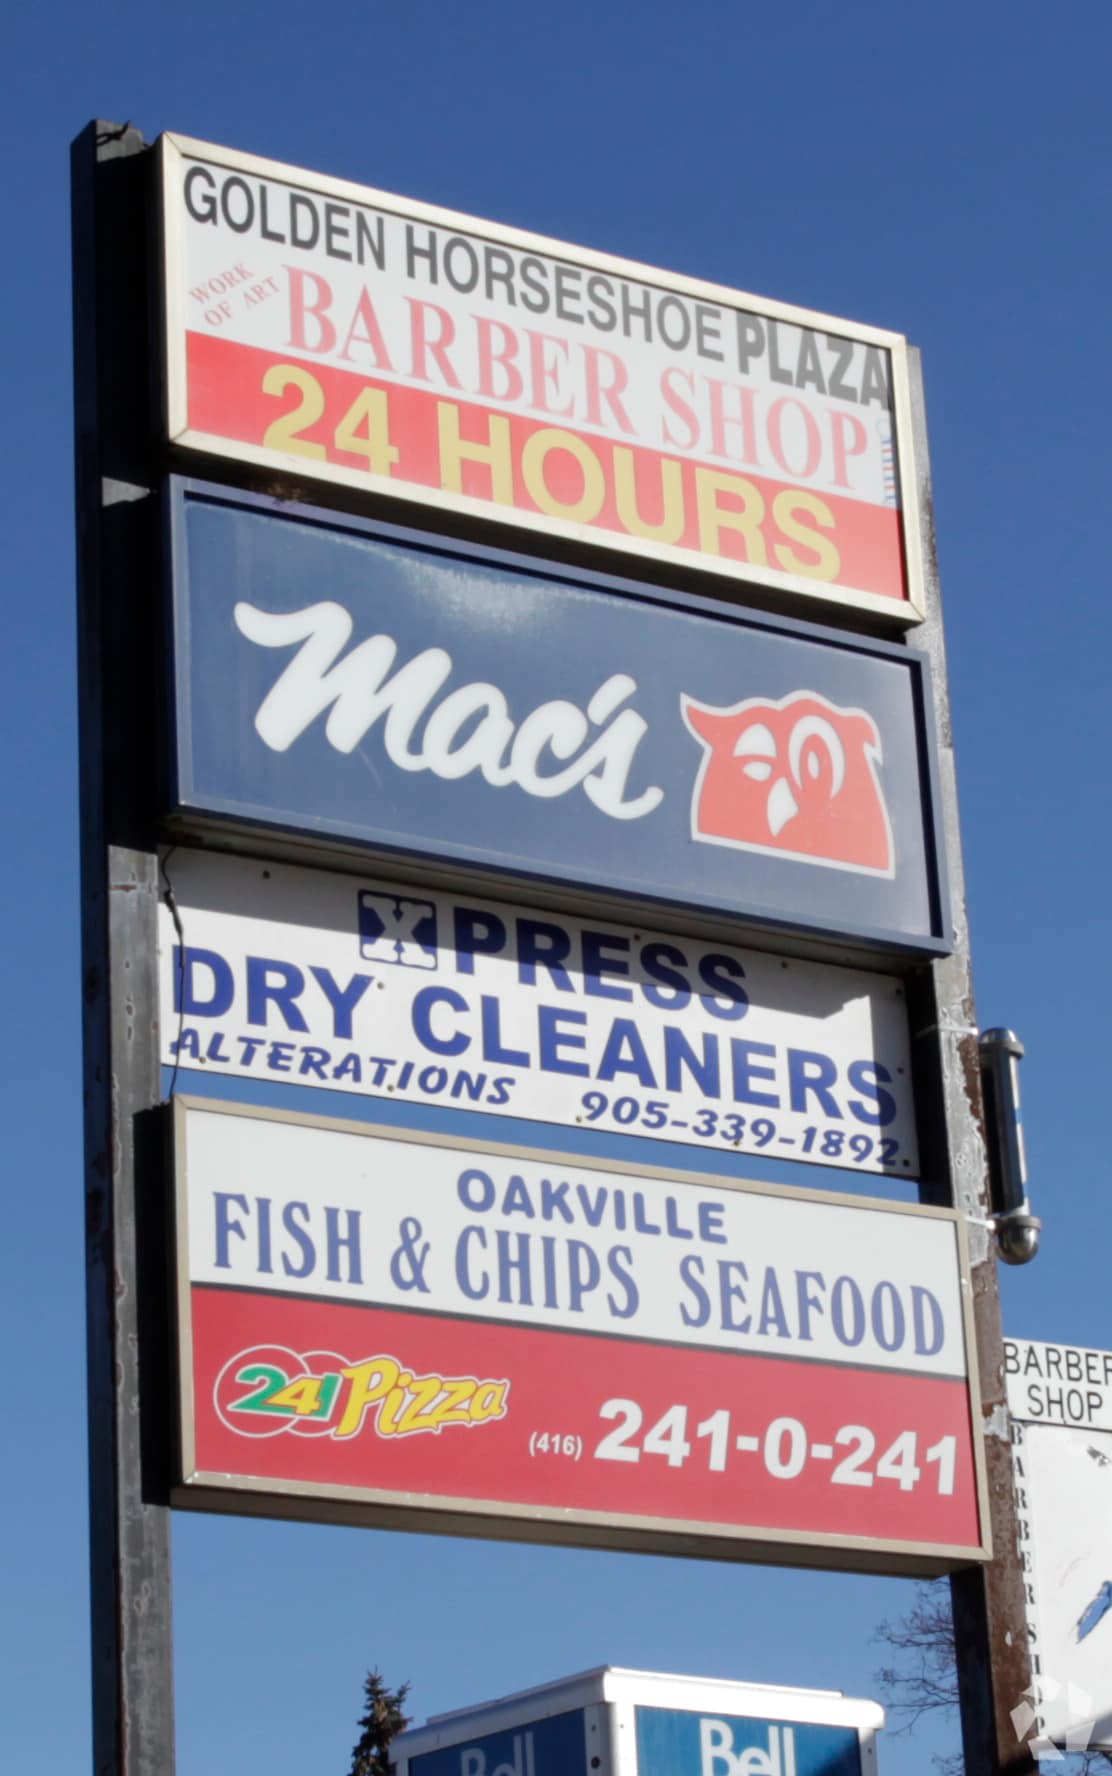 GOLDEN HORSESHOE PLAZA
WORK
OF ART
BARBER SHOP
24 HOURS
Mac's
XPRESS
DRY CLEANERS
ALTERATIONS 905-339-1892
OAKVILLE
FISH & CHIPS SEAFOOD
241 Pizza (416) 241-0-241
BARBER
SHOP
BARBER SHOP
Bell
Bell